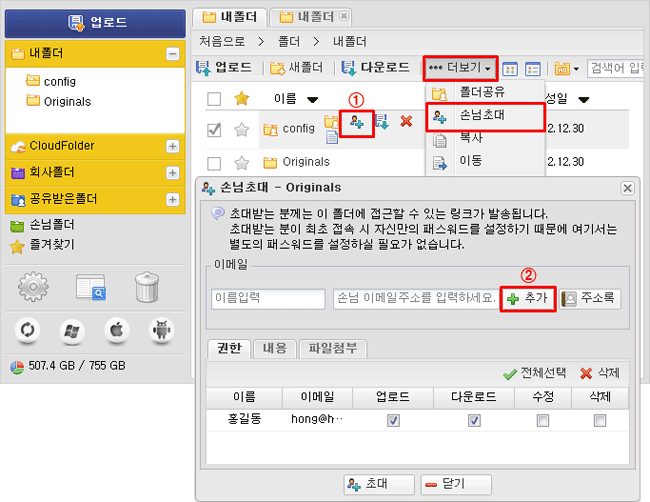 업로드
내폴더
config
Originals
CloudFolder
회사폴더
공유받은폴더
손님폴더
즐겨찾기
507.4 GB / 755 GB
내폴더 내폴더
처음으로 > 폴더 > 내폴더
업로드 새폴더 다운로드 ••• 더보기 검색어 입
이름 성일
①
config 2.12.30
Originals 2.12.30
폴더공유
손님초대
복사
이동
손님초대 - Originals
초대받는 분께는 이 폴더에 접근할 수 있는 링크가 발송됩니다.
초대받는 분이 최초 접속 시 자신만의 패스워드를 설정하기 때문에 여기서는
별도의 패스워드를 설정하실 필요가 없습니다.
이메일
②
이름입력 손님 이메일주소를 입력하세요. 추가 주소록
권한 내용 파일첨부
전체선택 삭제
이름 이메일 업로드 다운로드 수정 삭제
홍길동 hong@h···
초대 닫기